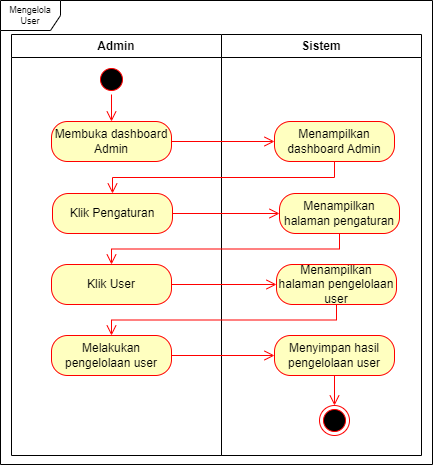 Mengelola
User
Admin
Sistem
Membuka dashboard
Admin
Menampilkan
dashboard Admin
Klik Pengaturan
Menampilkan
halaman pengaturan
Klik User
Menampilkan
halaman pengelolaan
user
Melakukan
pengelolaan user
Menyimpan hasil
pengelolaan user